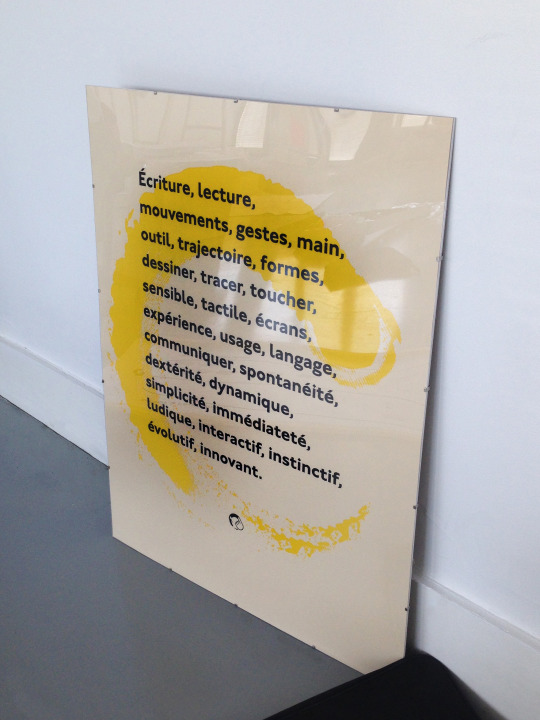 Écriture, lecture,
mouvements, gestes, main,
outil, trajectoire, formes,
dessiner, tracer, toucher,
sensible, tactile, écrans,
expérience, usage, langage,
communiquer, spontanéité,
dextérité, dynamique,
simplicité, immédiateté,
ludique, interactif, instinctif,
évolutif, innovant.